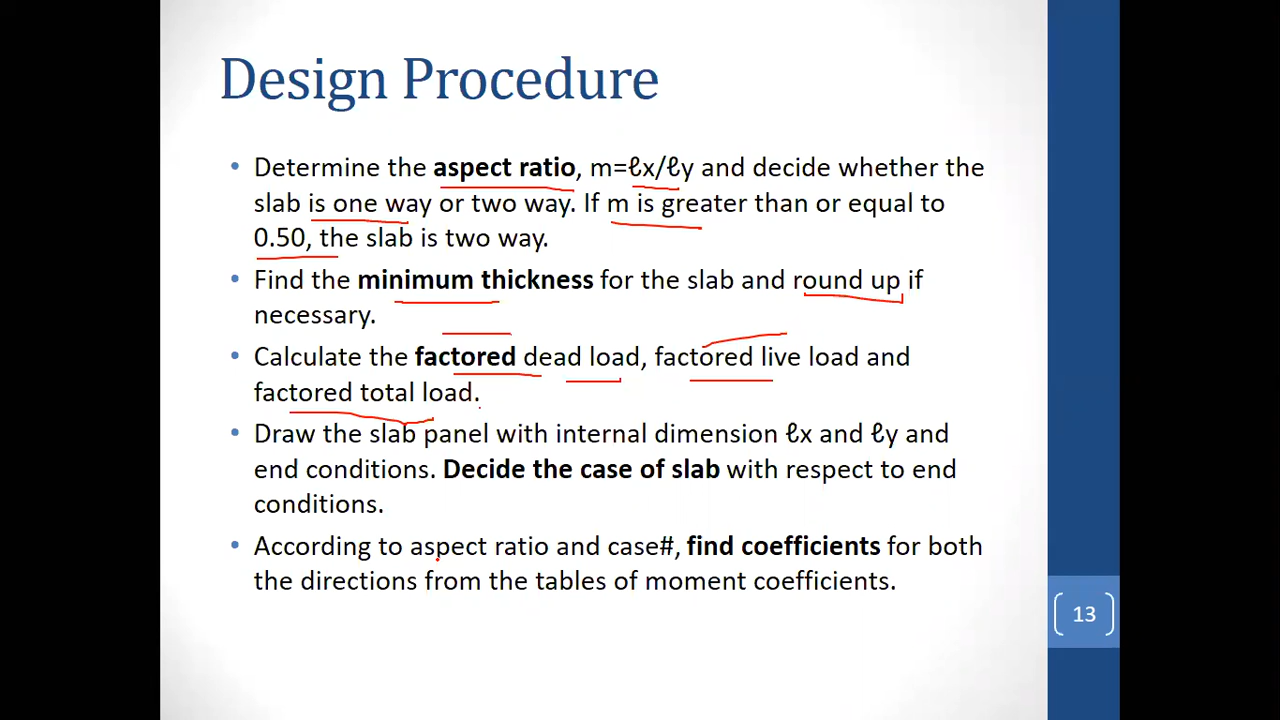 Design Procedure
• Determine the aspect ratio, m=ℓx/ℓy and decide whether the
slab is one way or two way. If m is greater than or equal to
0.50, the slab is two way.
• Find the minimum thickness for the slab and round up if
necessary.
• Calculate the factored dead load, factored live load and
factored total load.
• Draw the slab panel with internal dimension ℓx and ℓy and
end conditions. Decide the case of slab with respect to end
conditions.
• According to aspect ratio and case#, find coefficients for both
the directions from the tables of moment coefficients.
13